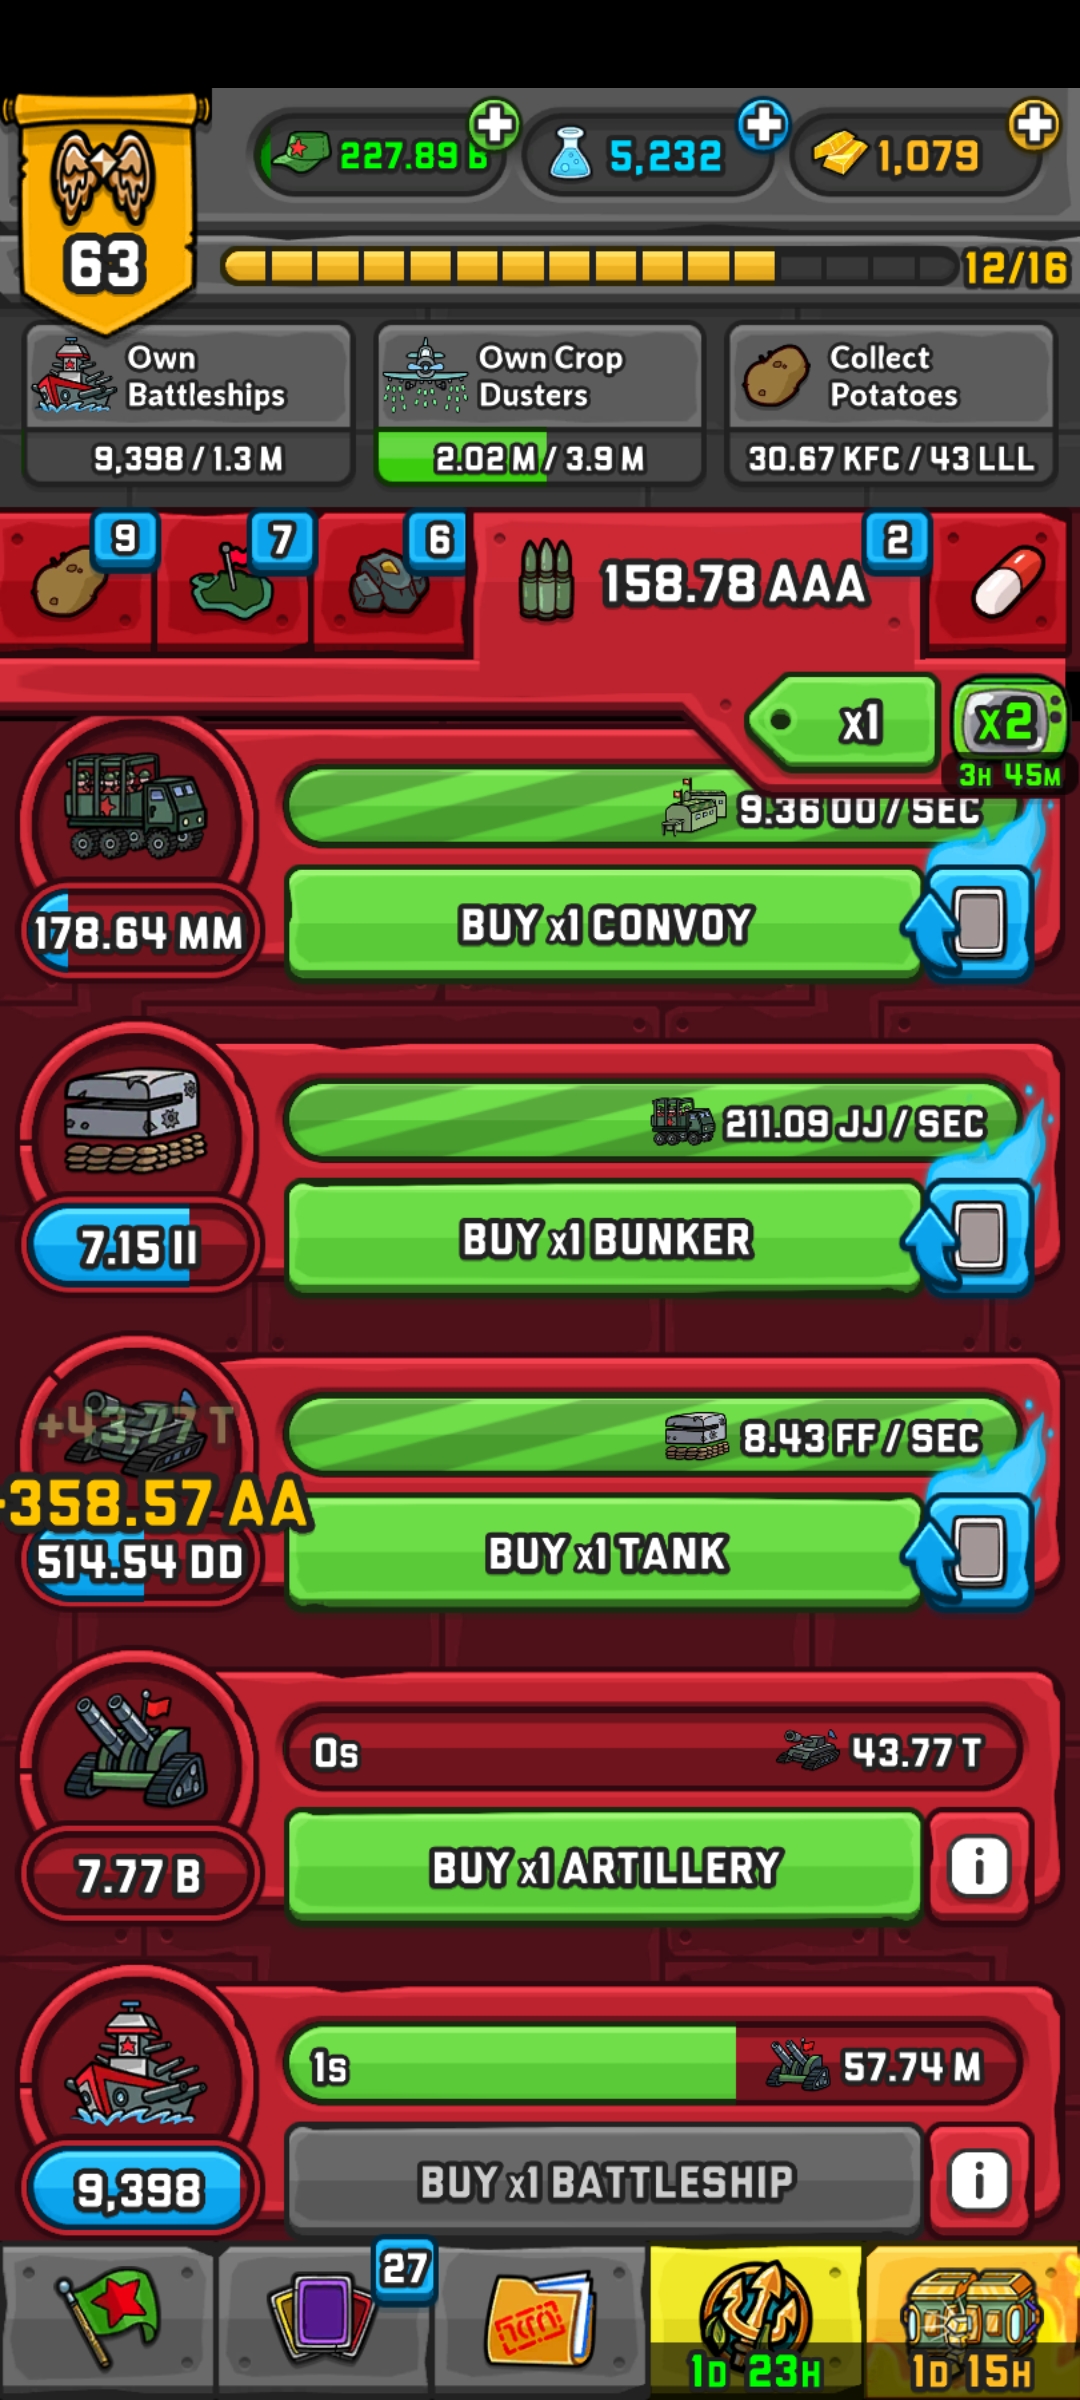 227.89 B
5,232
1,079
63
12/16
Own Battleships
9,398 / 1.3 M
Own Crop Dusters
2.02 M / 3.9 M
Collect Potatoes
30.67 KFC / 43 LLL
9
7
6
158.78 AAA
2
x1
x2
3H 45M
9.36 OO / SEC
178.64 MM
BUY x1 CONVOY
211.09 JJ / SEC
7.15 II
BUY x1 BUNKER
+43.77 T
8.43 FF / SEC
358.57 AA
514.54 DD
BUY x1 TANK
0s
43.77 T
7.77 B
BUY x1 ARTILLERY
i
1s
57.74 M
9,398
BUY x1 BATTLESHIP
i
27
1D 23H
1D 15H